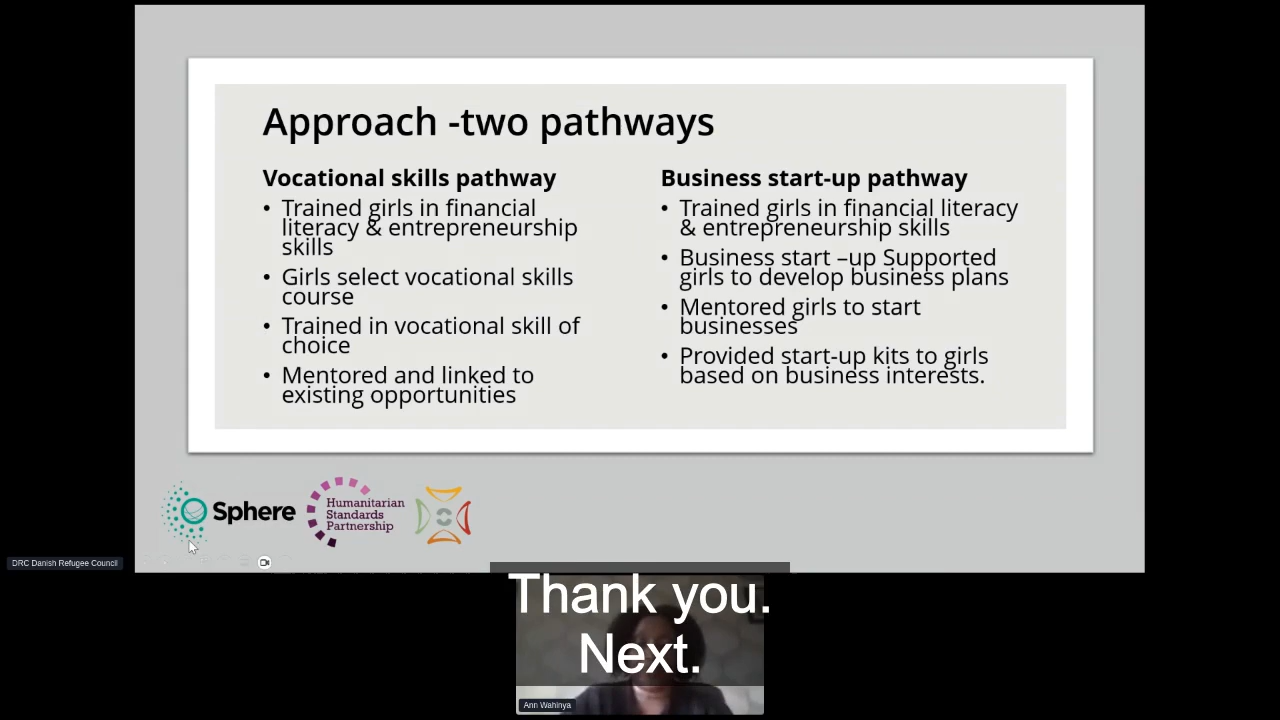 Approach -two pathways
Vocational skills pathway
• Trained girls in financial
literacy & entrepreneurship
skills
• Girls select vocational skills
course
• Trained in vocational skill of
choice
• Mentored and linked to
existing opportunities
Business start-up pathway
• Trained girls in financial literacy
& entrepreneurship skills
• Business start –up Supported
girls to develop business plans
• Mentored girls to start
businesses
• Provided start-up kits to girls
based on business interests.
Sphere
Humanitarian
Standards
Partnership
DRC Danish Refugee Council
Thank you.
Next.
Ann Wahinya